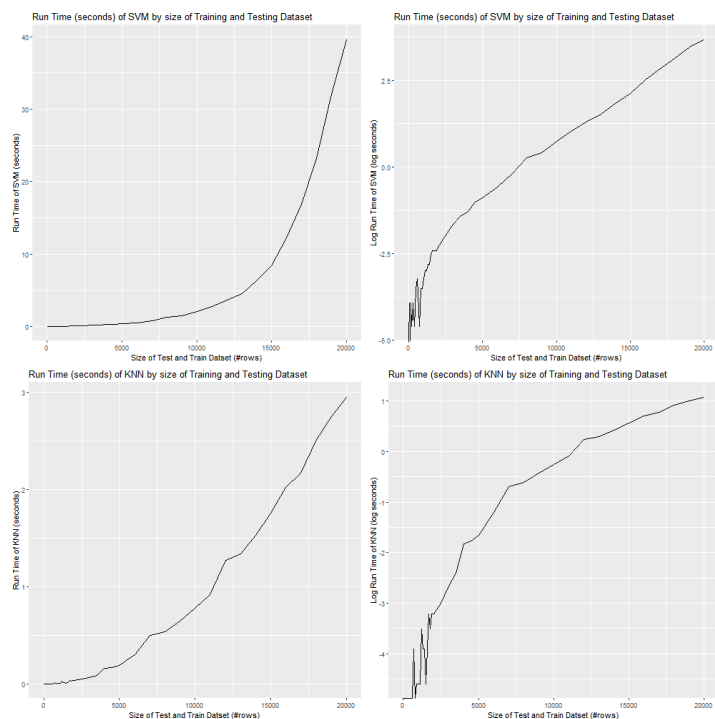 Run Time (seconds) of SVM by size of Training and Testing Dataset
Run Time of SVM (seconds)
40
30
20
10
0
0 5000 10000 15000 20000
Size of Test and Train Datset (#rows)
Run Time (seconds) of SVM by size of Training and Testing Dataset
Log Run Time of SVM (log seconds)
2.5
0.0
-2.5
-5.0
0 5000 10000 15000 20000
Size of Test and Train Datset (#rows)
Run Time (seconds) of KNN by size of Training and Testing Dataset
Run Time of KNN (seconds)
3
2
1
0
0 5000 10000 15000 20000
Size of Test and Train Datset (#rows)
Run Time (seconds) of KNN by size of Training and Testing Dataset
Log Run Time of KNN (log seconds)
1
0
-1
-2
-3
-4
0 5000 10000 15000 20000
Size of Test and Train Datset (#rows)